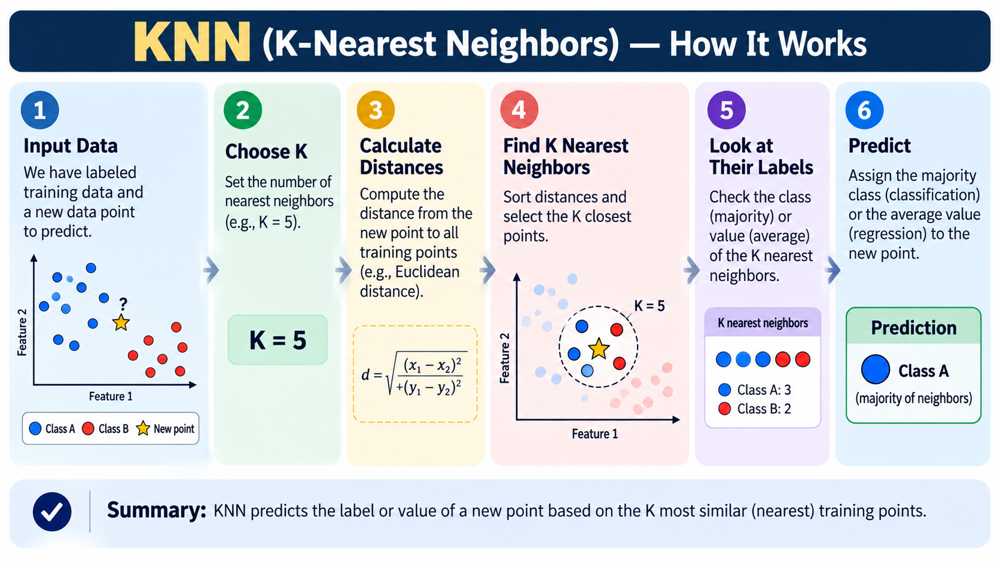 KNN (K-Nearest Neighbors) — How It Works
1
Input Data
We have labeled
training data and
a new data point
to predict.
?
Feature 2
Feature 1
Class A Class B New point
2
Choose K
Set the number of
nearest neighbors
(e.g., K = 5).
K = 5
3
Calculate
Distances
Compute the
distance from the
new point to all
training points
(e.g., Euclidean
distance).
d = √ (x₁ − x₂)²
+(y₁ − y₂)²
4
Find K Nearest
Neighbors
Sort distances and
select the K closest
points.
K = 5
Feature 2
Feature 1
5
Look at
Their Labels
Check the class
(majority) or
value (average)
of the K nearest
neighbors.
K nearest neighbors
Class A: 3
Class B: 2
6
Predict
Assign the majority
class (classification)
or the average value
(regression) to the
new point.
Prediction
Class A
(majority of neighbors)
Summary: KNN predicts the label or value of a new point based on the K most similar (nearest) training points.